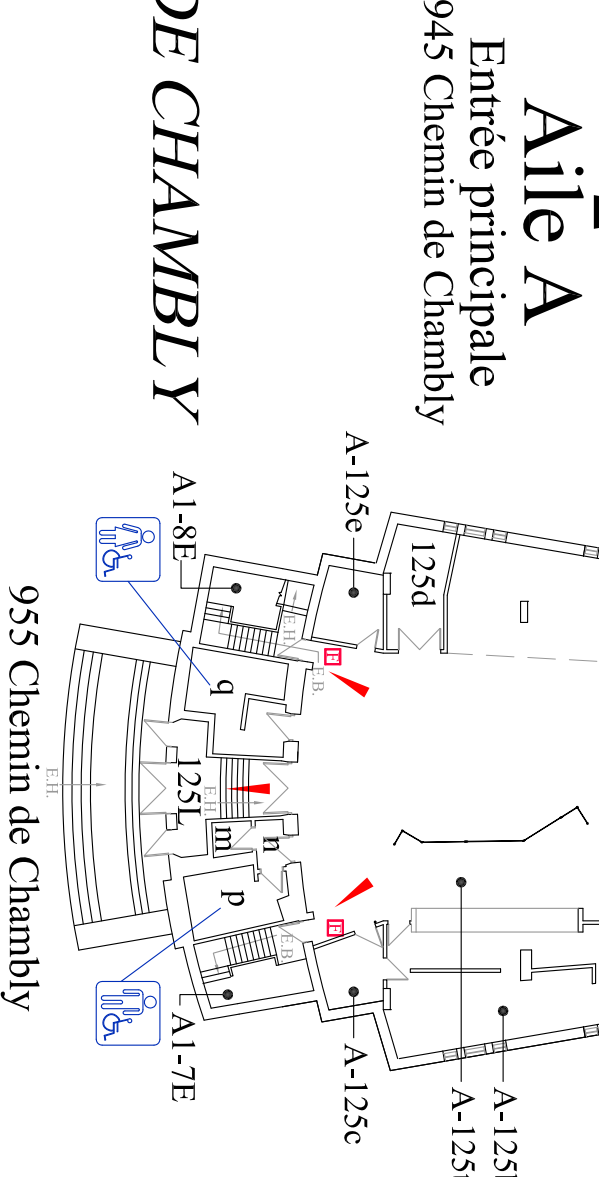 Aile A
Entrée principale
945 Chemin de Chambly
DE CHAMBLY
A-125e
125d
A1-8E
E.H.
E.B.
F
q
125L
E.H.
E.H.
m
n
p
F
E.B.
A1-7E
A-125c
955 Chemin de Chambly